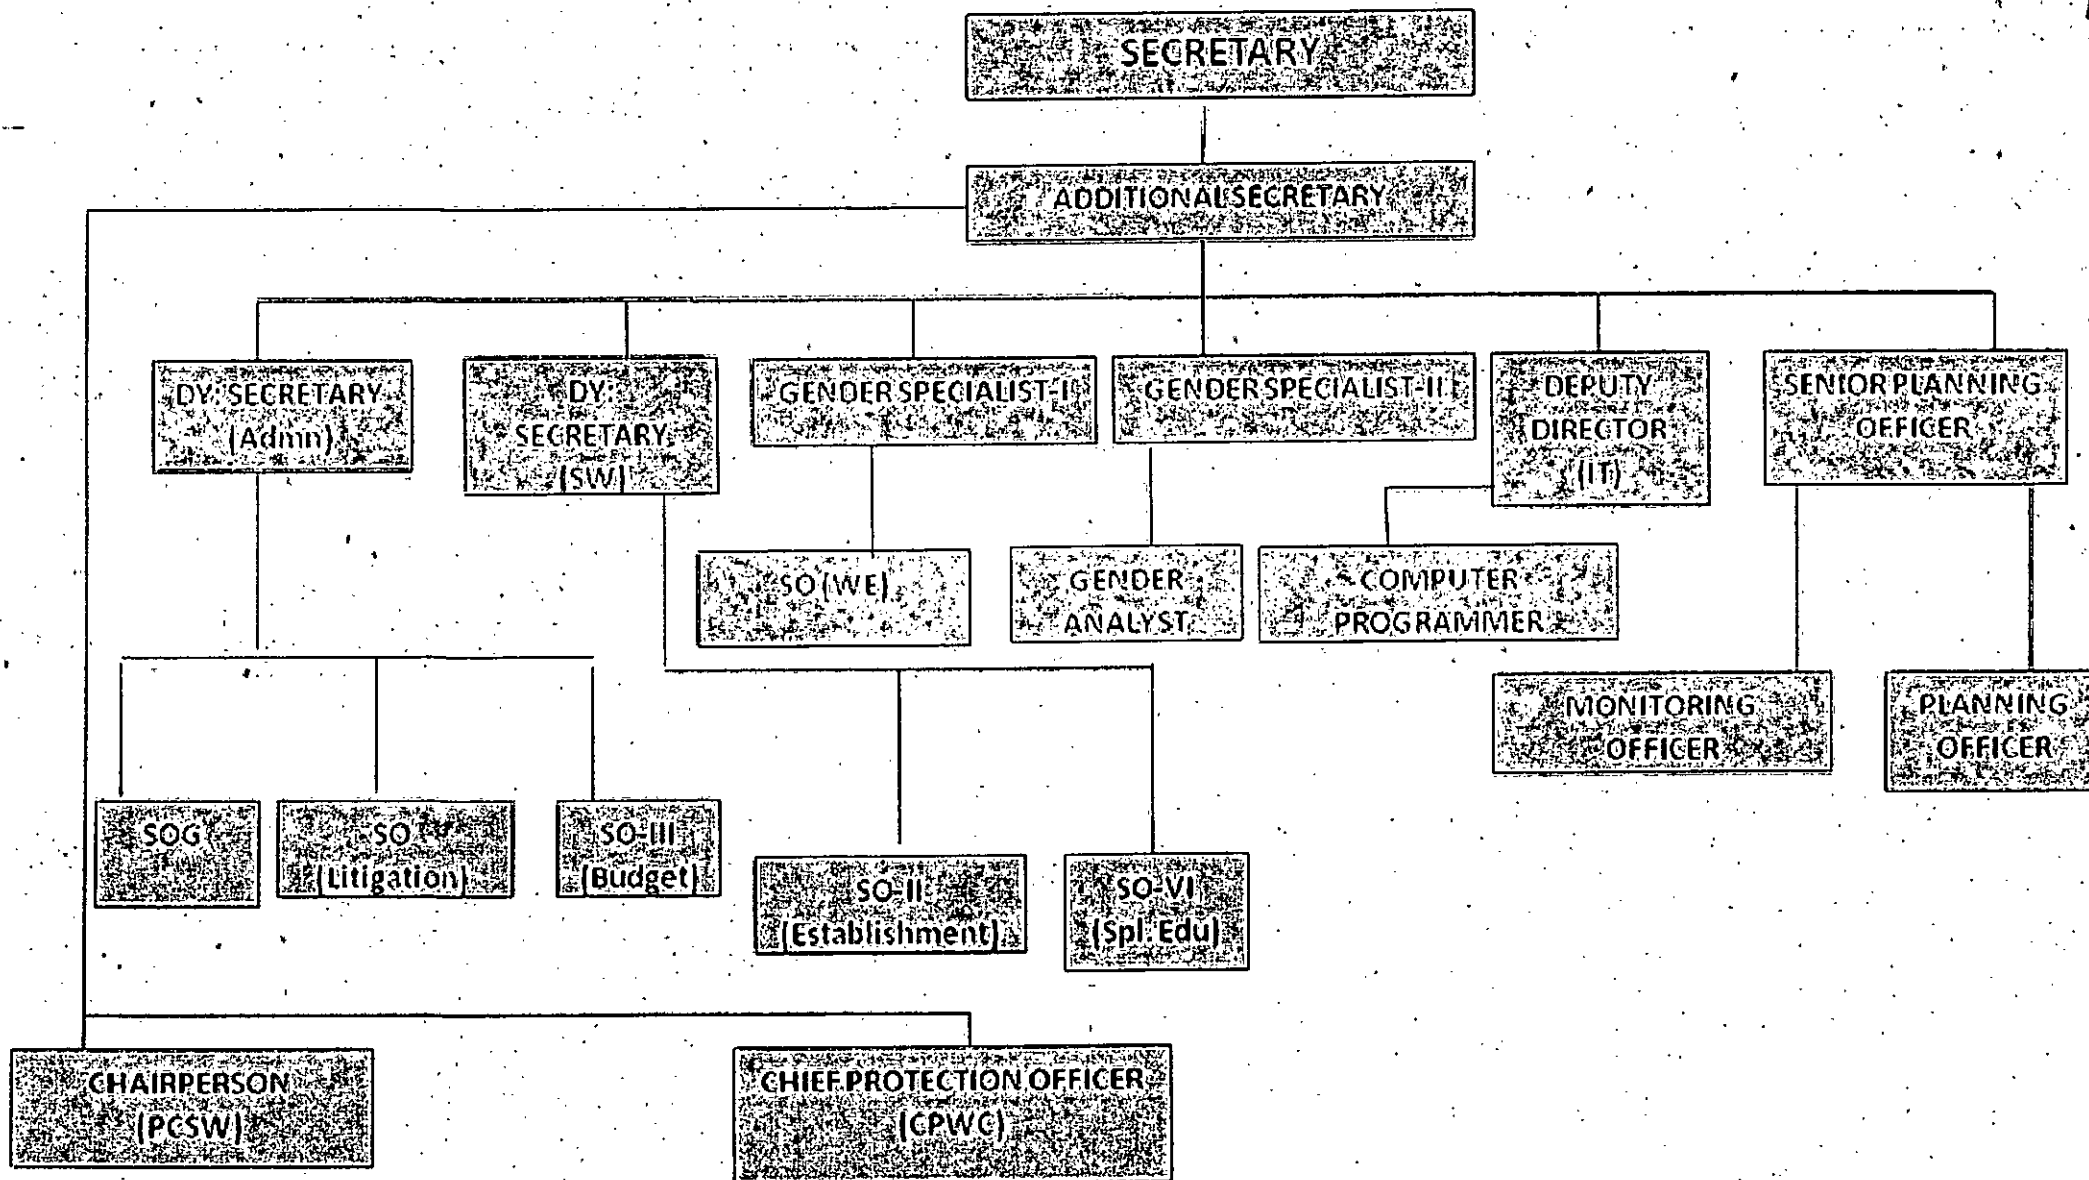 SECRETARY
ADDITIONAL SECRETARY
DY: SECRETARY
(Admn)
DY:
SECRETARY
(SW)
GENDER SPECIALIST-I
GENDER SPECIALIST-II
DEPUTY
DIRECTOR
(IT)
SENIOR PLANNING
OFFICER
SO (WE)
GENDER
ANALYST
COMPUTER
PROGRAMMER
MONITORING
OFFICER
PLANNING
OFFICER
SOG
SO
(Litigation)
SO-III
(Budget)
SO-II
(Establishment)
SO-VI
(Spl. Edu)
CHAIRPERSON
(PCSW)
CHIEF PROTECTION OFFICER
(CPWC)